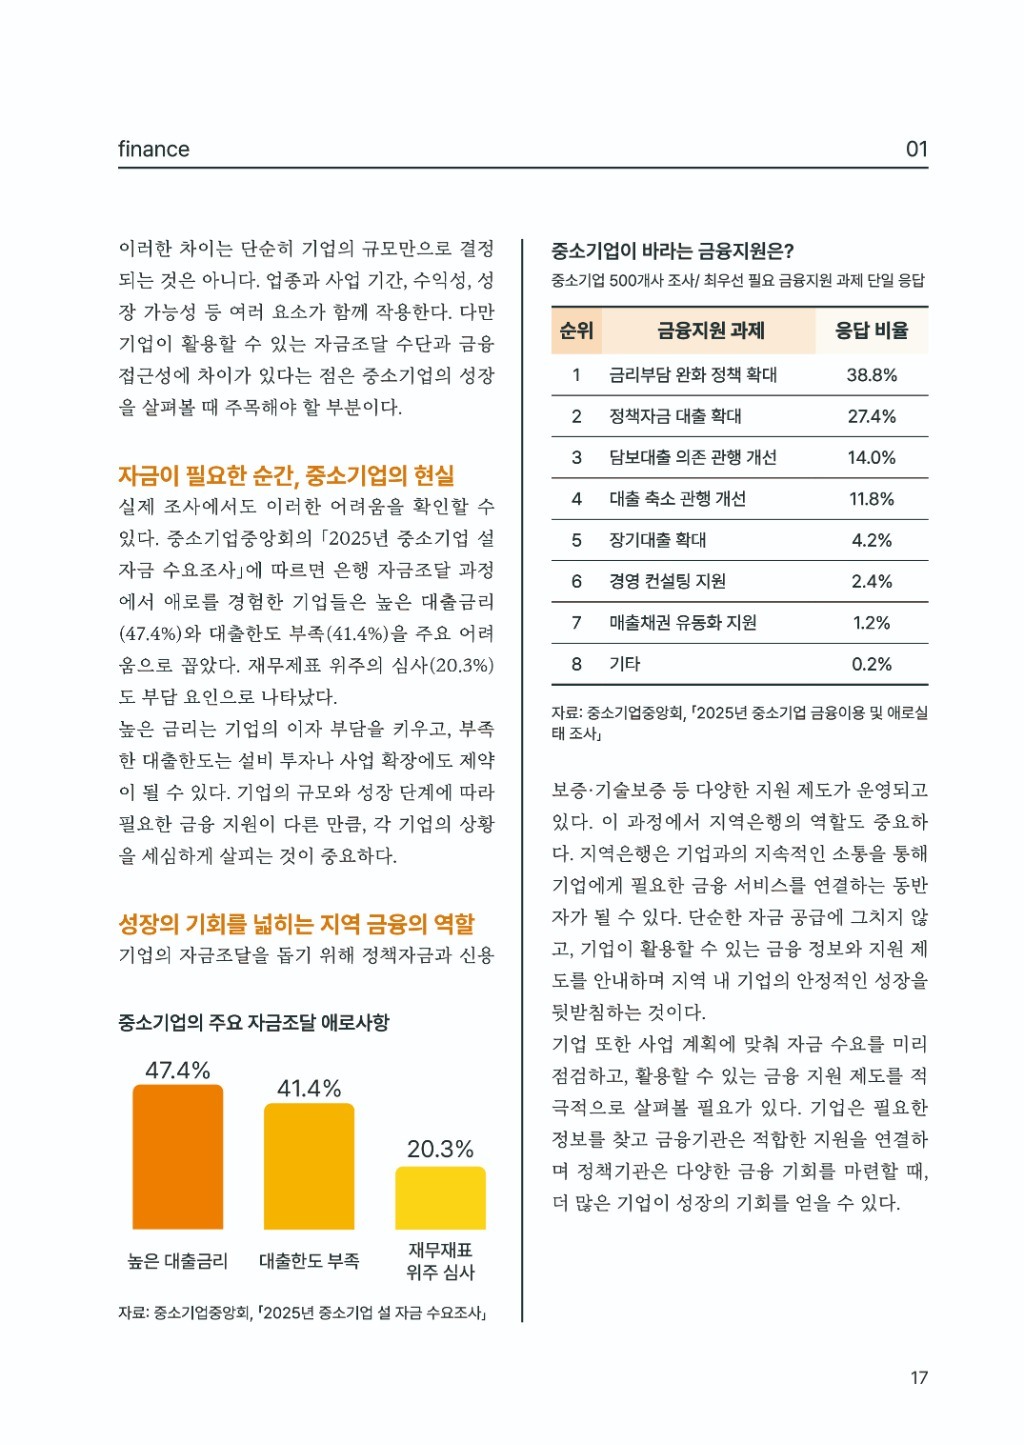 finance
01
이러한 차이는 단순히 기업의 규모만으로 결정
되는 것은 아니다. 업종과 사업 기간, 수익성, 성
장 가능성 등 여러 요소가 함께 작용한다. 다만
기업이 활용할 수 있는 자금조달 수단과 금융
접근성에 차이가 있다는 점은 중소기업의 성장
을 살펴볼 때 주목해야 할 부분이다.
자금이 필요한 순간, 중소기업의 현실
실제 조사에서도 이러한 어려움을 확인할 수
있다. 중소기업중앙회의 「2025년 중소기업 설
자금 수요조사」에 따르면 은행 자금조달 과정
에서 애로를 경험한 기업들은 높은 대출금리
(47.4%)와 대출한도 부족(41.4%)을 주요 어려
움으로 꼽았다. 재무제표 위주의 심사(20.3%)
도 부담 요인으로 나타났다.
높은 금리는 기업의 이자 부담을 키우고, 부족
한 대출한도는 설비 투자나 사업 확장에도 제약
이 될 수 있다. 기업의 규모와 성장 단계에 따라
필요한 금융 지원이 다른 만큼, 각 기업의 상황
을 세심하게 살피는 것이 중요하다.
성장의 기회를 넓히는 지역 금융의 역할
기업의 자금조달을 돕기 위해 정책자금과 신용
중소기업의 주요 자금조달 애로사항
47.4%
41.4%
20.3%
높은 대출금리
대출한도 부족
재무재표
위주 심사
자료: 중소기업중앙회, 「2025년 중소기업 설 자금 수요조사」
중소기업이 바라는 금융지원은?
중소기업 500개사 조사/ 최우선 필요 금융지원 과제 단일 응답
순위 금융지원 과제 응답 비율
1 금리부담 완화 정책 확대 38.8%
2 정책자금 대출 확대 27.4%
3 담보대출 의존 관행 개선 14.0%
4 대출 축소 관행 개선 11.8%
5 장기대출 확대 4.2%
6 경영 컨설팅 지원 2.4%
7 매출채권 유동화 지원 1.2%
8 기타 0.2%
자료: 중소기업중앙회, 「2025년 중소기업 금융이용 및 애로실
태 조사」
보증·기술보증 등 다양한 지원 제도가 운영되고
있다. 이 과정에서 지역은행의 역할도 중요하
다. 지역은행은 기업과의 지속적인 소통을 통해
기업에게 필요한 금융 서비스를 연결하는 동반
자가 될 수 있다. 단순한 자금 공급에 그치지 않
고, 기업이 활용할 수 있는 금융 정보와 지원 제
도를 안내하며 지역 내 기업의 안정적인 성장을
뒷받침하는 것이다.
기업 또한 사업 계획에 맞춰 자금 수요를 미리
점검하고, 활용할 수 있는 금융 지원 제도를 적
극적으로 살펴볼 필요가 있다. 기업은 필요한
정보를 찾고 금융기관은 적합한 지원을 연결하
며 정책기관은 다양한 금융 기회를 마련할 때,
더 많은 기업이 성장의 기회를 얻을 수 있다.
17